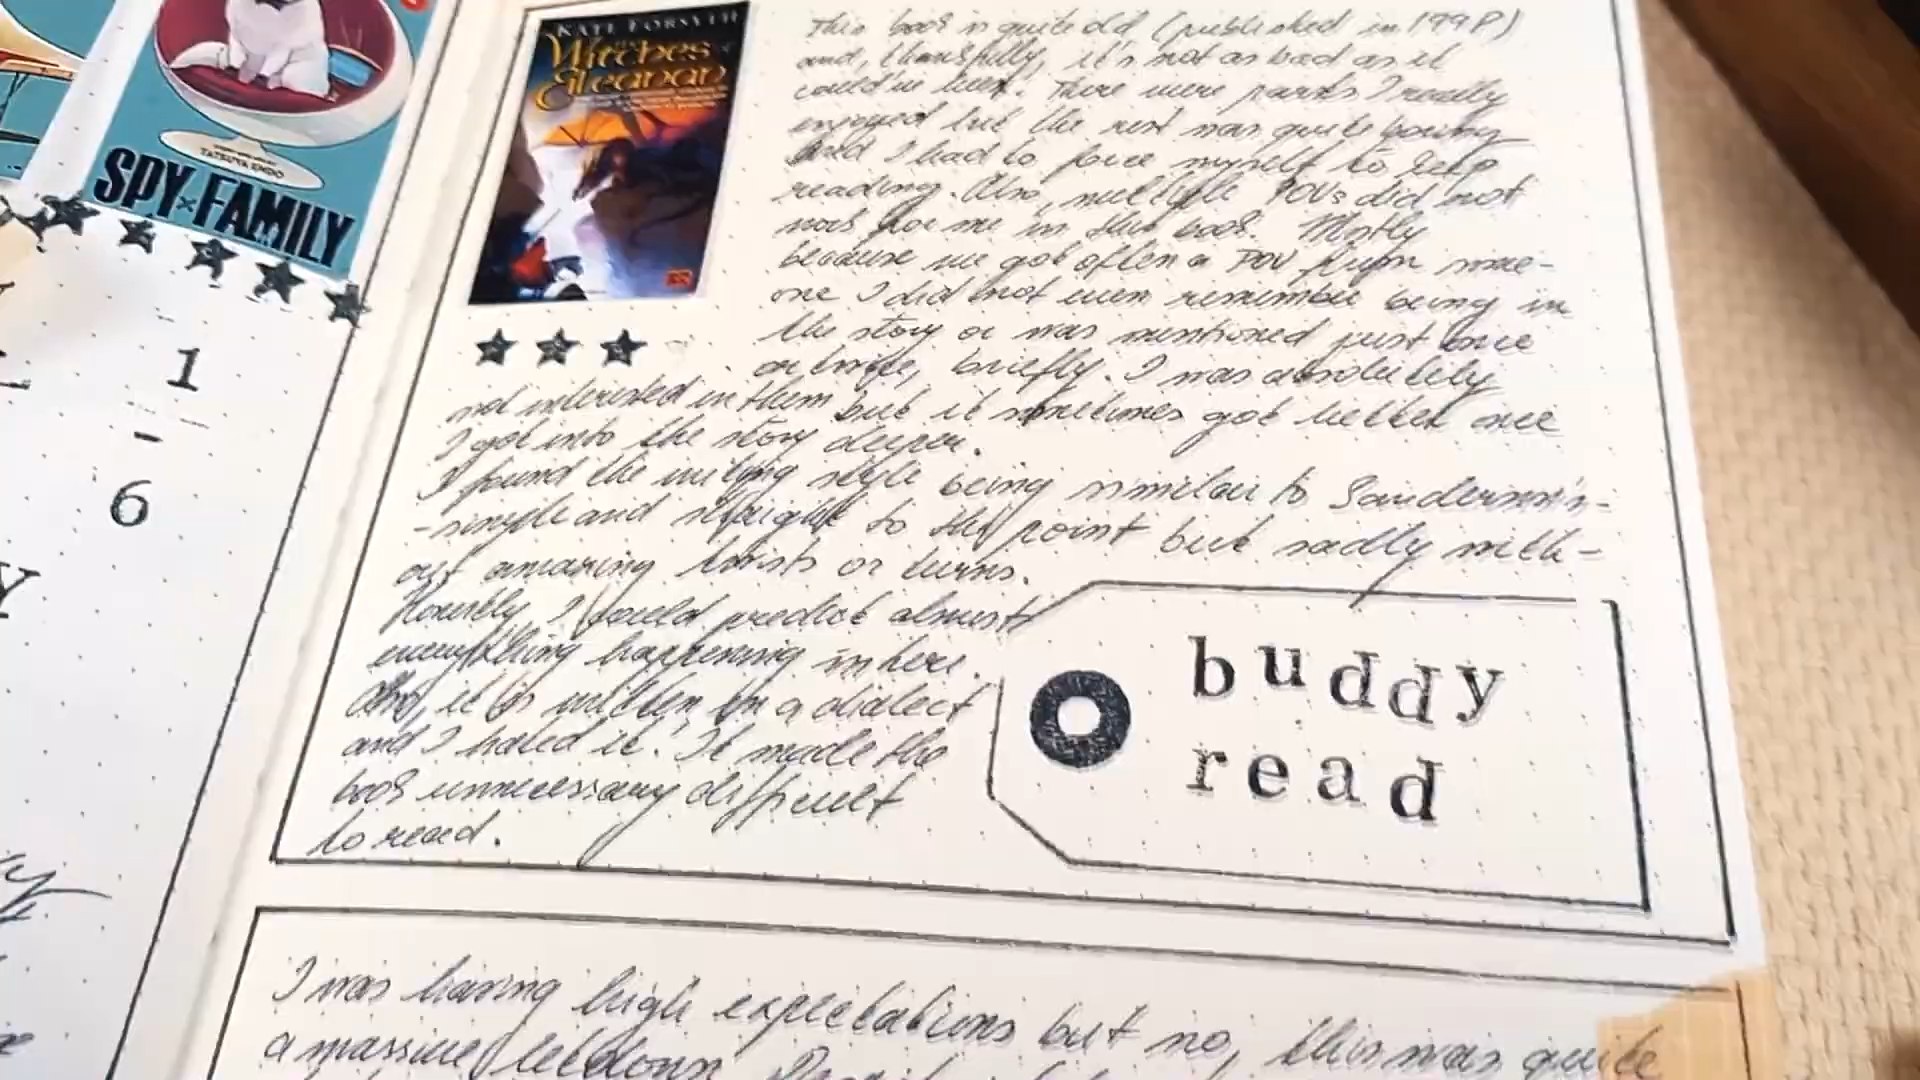 TATSUYA ENDO
SPY×FAMILY
1
-
6
Y
KATE FORSYTH
Witches
Eileanan
This book is quite old (published in 1998)
and, thankfully, it's not as bad as it
could've been. There were parts I really
enjoyed but the rest was quite boring
and I had to force myself to keep
reading. Also, multiple POVs did not
work for me in this book. Mostly
because we got often a POV from some-
one I did not even remember being in
the story or was mentioned just once
or twice, briefly. I was absolutely
not interested in them but it sometimes got better once
I got into the story deeper.
I found the writing style being similar to Sanderson's-
-simple and straight to the point but sadly with-
out amazing twists or turns.
Honestly, I could predict almost
everything happening in here.
Also, it is written in a dialect
and I hated it! It made the
book unnecessary difficult
to read.
buddy
read
I was having high expectations but no, this was quite
a massive letdown.